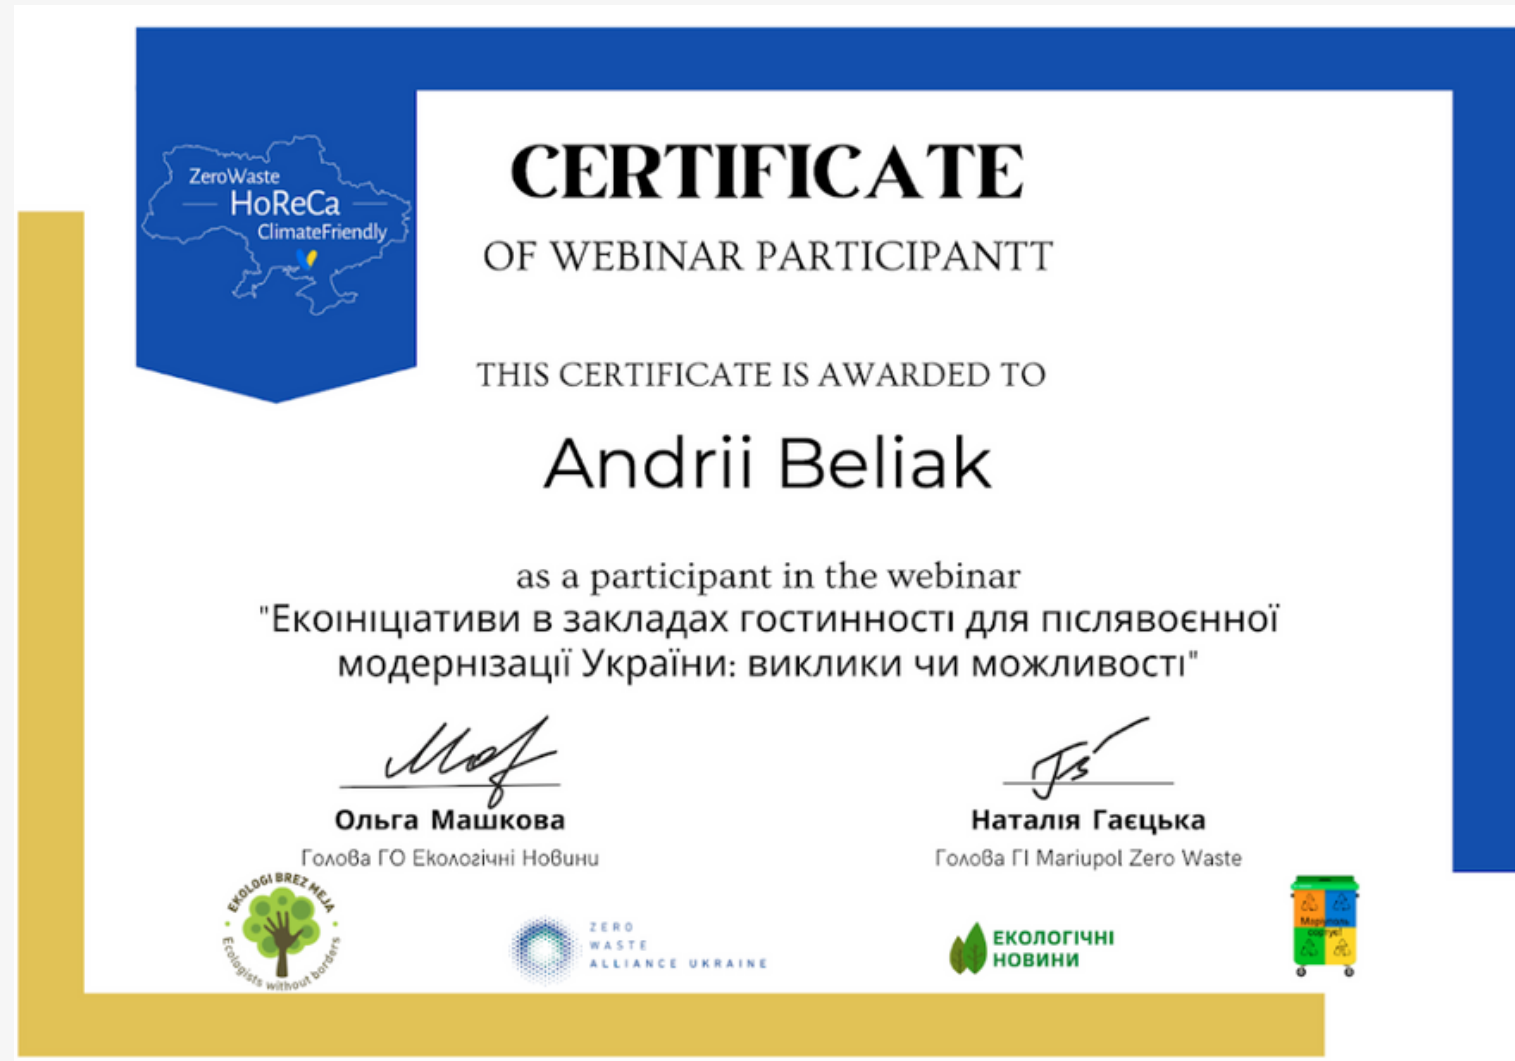 ZeroWaste
HoReCa
ClimateFriendly
CERTIFICATE
OF WEBINAR PARTICIPANTT
THIS CERTIFICATE IS AWARDED TO
Andrii Beliak
as a participant in the webinar
"Екоініціативи в закладах гостинності для післявоєнної
модернізації України: виклики чи можливості"
Ольга Машкова
Голова ГО Екологічні Новини
Наталія Гаєцька
Голова ГІ Mariupol Zero Waste
EKOLOGI BREZ MEJA
Ecologists without borders
ZERO
WASTE
ALLIANCE UKRAINE
ЕКОЛОГІЧНІ
НОВИНИ
Маріуполь
сортує!